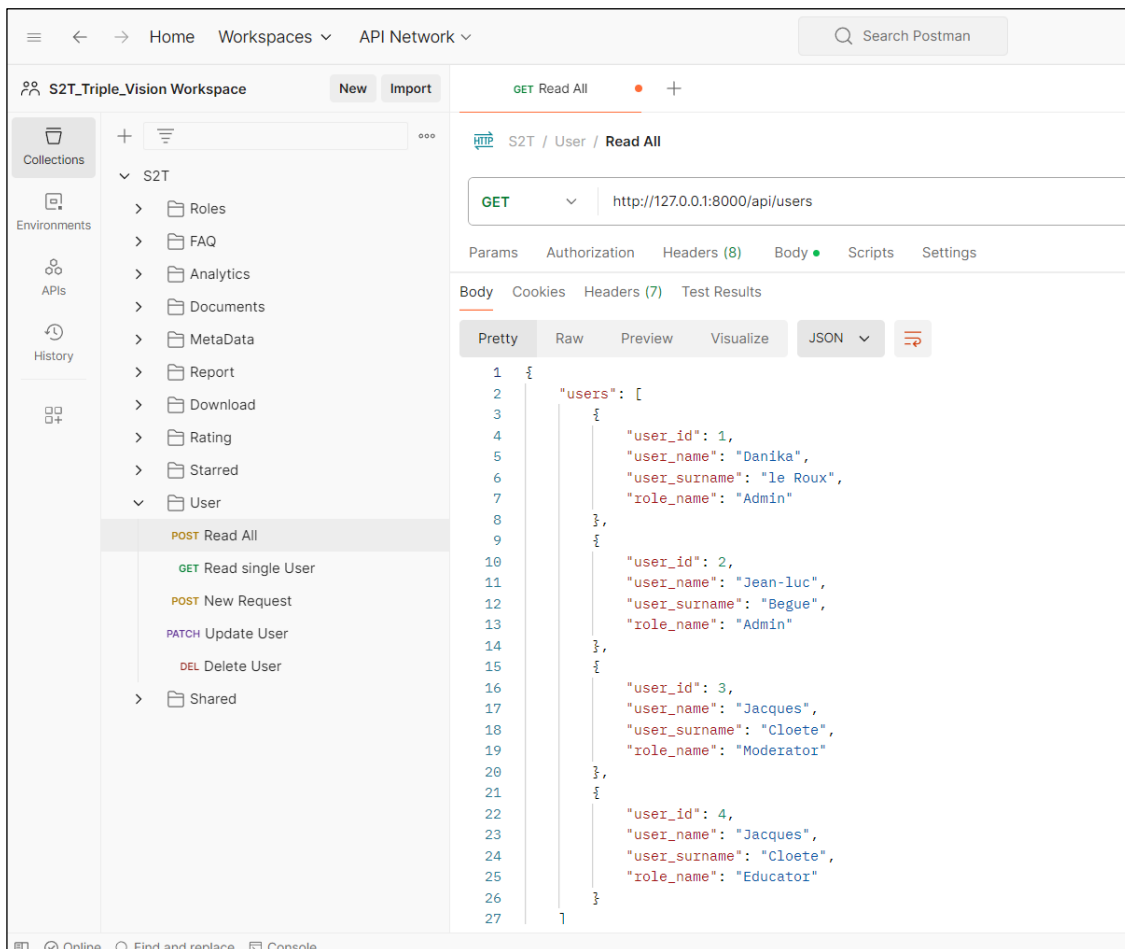 Home Workspaces API Network Search Postman
S2T_Triple_Vision Workspace New Import
GET Read All
Collections
Environments
APIs
History
S2T
Roles
FAQ
Analytics
Documents
MetaData
Report
Download
Rating
Starred
User
POST Read All
GET Read single User
POST New Request
PATCH Update User
DEL Delete User
Shared
HTTP S2T / User / Read All
GET http://127.0.0.1:8000/api/users
Params Authorization Headers (8) Body Scripts Settings
Body Cookies Headers (7) Test Results
Pretty Raw Preview Visualize JSON
1 {
2 "users": [
3 {
4 "user_id": 1,
5 "user_name": "Danika",
6 "user_surname": "le Roux",
7 "role_name": "Admin"
8 },
9 {
10 "user_id": 2,
11 "user_name": "Jean-luc",
12 "user_surname": "Begue",
13 "role_name": "Admin"
14 },
15 {
16 "user_id": 3,
17 "user_name": "Jacques",
18 "user_surname": "Cloete",
19 "role_name": "Moderator"
20 },
21 {
22 "user_id": 4,
23 "user_name": "Jacques",
24 "user_surname": "Cloete",
25 "role_name": "Educator"
26 }
27 ]
Online Find and replace Console